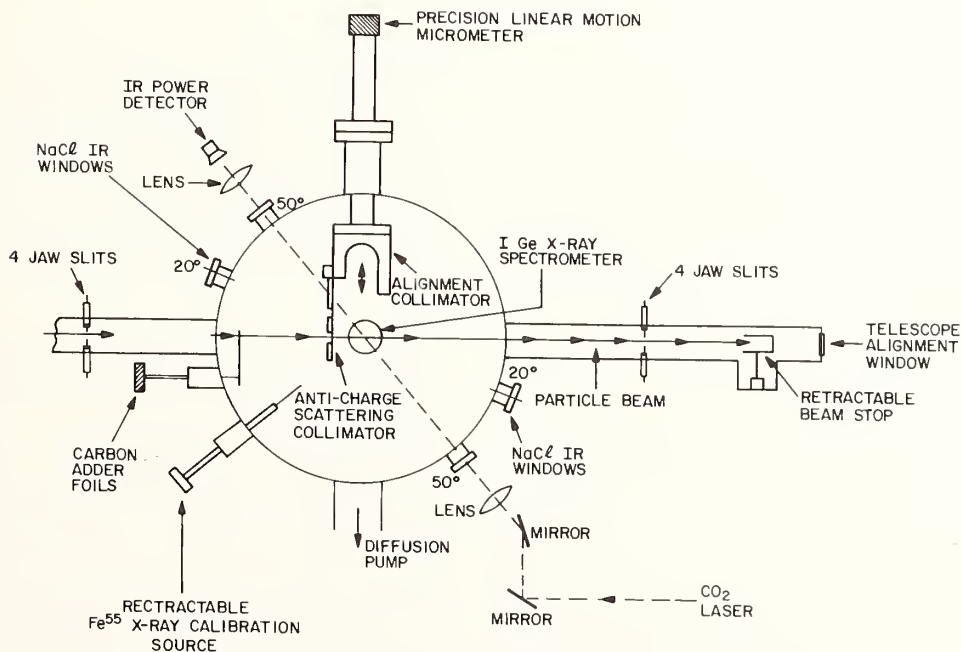 PRECISION LINEAR MOTION
MICROMETER
IR POWER
DETECTOR
NaCℓ IR
WINDOWS
LENS
50°
20°
4 JAW SLITS
I Ge X-RAY
SPECTROMETER
ALIGNMENT
COLLIMATOR
4 JAW SLITS
TELESCOPE
ALIGNMENT
WINDOW
20°
PARTICLE BEAM
RETRACTABLE
BEAM STOP
ANTI-CHARGE
SCATTERING
COLLIMATOR
CARBON
ADDER
FOILS
NaCℓ IR
WINDOWS
50°
LENS
MIRROR
DIFFUSION
PUMP
MIRROR
CO₂
LASER
RECTRACTABLE
Fe⁵⁵ X-RAY CALIBRATION
SOURCE